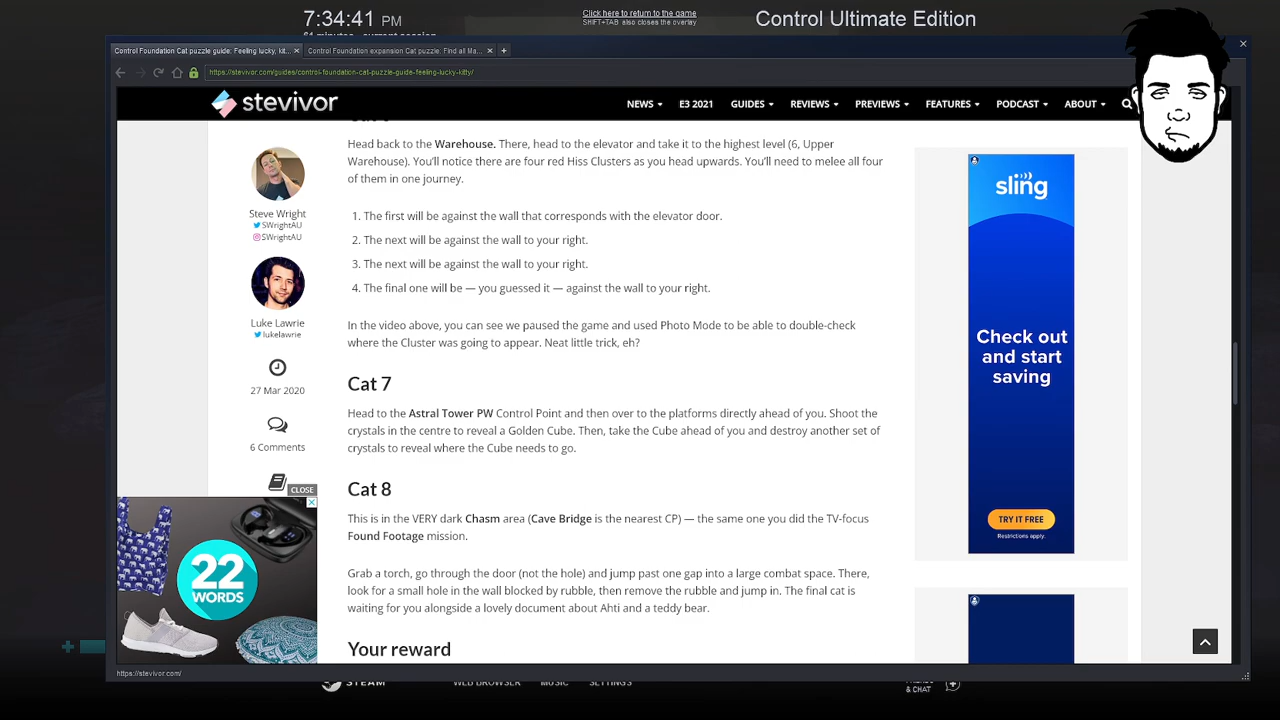 7:34:41 PM
Click here to return to the game
SHIFT+TAB also closes the overlay
Control Ultimate Edition
Control Foundation Cat puzzle guide: Feeling lucky, kit...
Control Foundation expansion Cat puzzle: Find all Ma...
https://stevivor.com/guides/control-foundation-cat-puzzle-guide-feeling-lucky-kitty/
stevivor
NEWS
E3 2021
GUIDES
REVIEWS
PREVIEWS
FEATURES
PODCAST
ABOUT
Head back to the Warehouse. There, head to the elevator and take it to the highest level (6, Upper
Warehouse). You'll notice there are four red Hiss Clusters as you head upwards. You'll need to melee all four
of them in one journey.
1. The first will be against the wall that corresponds with the elevator door.
2. The next will be against the wall to your right.
3. The next will be against the wall to your right.
4. The final one will be — you guessed it — against the wall to your right.
In the video above, you can see we paused the game and used Photo Mode to be able to double-check
where the Cluster was going to appear. Neat little trick, eh?
Cat 7
Head to the Astral Tower PW Control Point and then over to the platforms directly ahead of you. Shoot the
crystals in the centre to reveal a Golden Cube. Then, take the Cube ahead of you and destroy another set of
crystals to reveal where the Cube needs to go.
Cat 8
This is in the VERY dark Chasm area (Cave Bridge is the nearest CP) — the same one you did the TV-focus
Found Footage mission.
Grab a torch, go through the door (not the hole) and jump past one gap into a large combat space. There,
look for a small hole in the wall blocked by rubble, then remove the rubble and jump in. The final cat is
waiting for you alongside a lovely document about Ahti and a teddy bear.
Your reward
Steve Wright
SWrightAU
SWrightAU
Luke Lawrie
lukelawrie
27 Mar 2020
6 Comments
CLOSE
22
WORDS
sling
Check out
and start
saving
TRY IT FREE
Restrictions apply.
https://stevivor.com/
STEAM
WEB BROWSER
MUSIC
SETTINGS
& CHAT